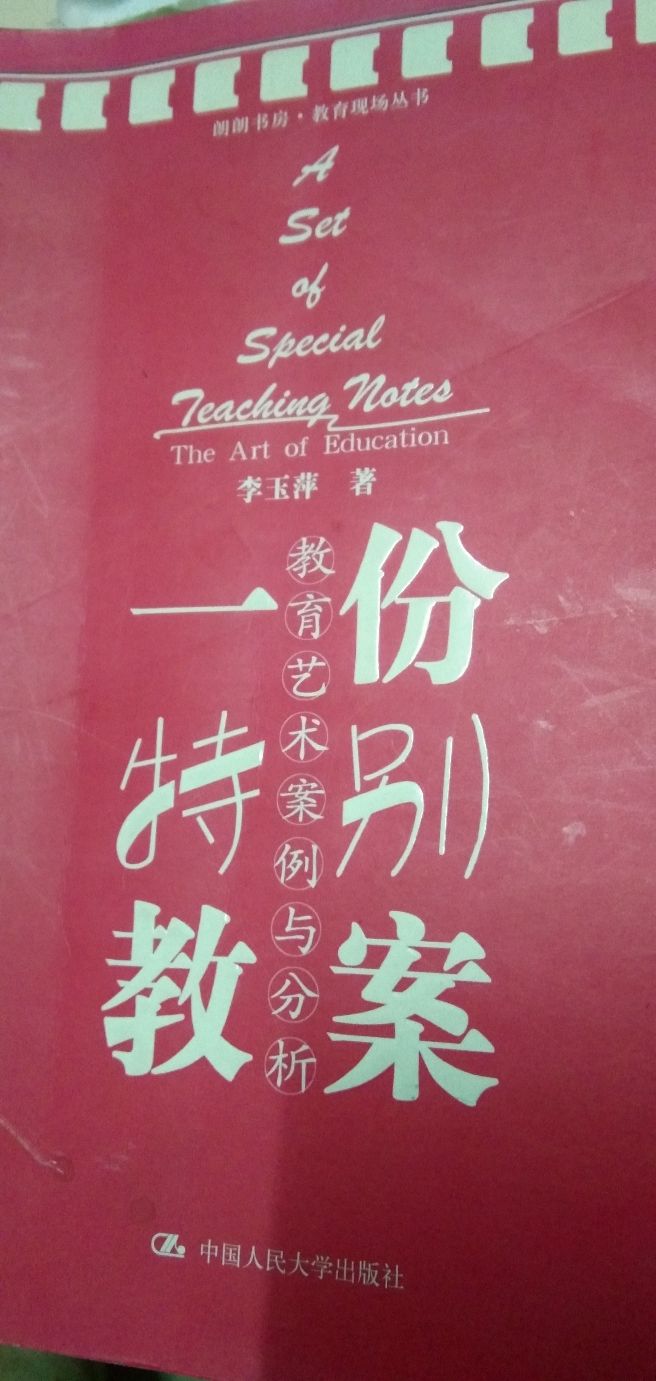 朗朗书房·教育现场丛书
A
Set
of
Special
Teaching Notes
The Art of Education
李玉萍 著
一份
特别
教案
教育艺术案例与分析
中国人民大学出版社